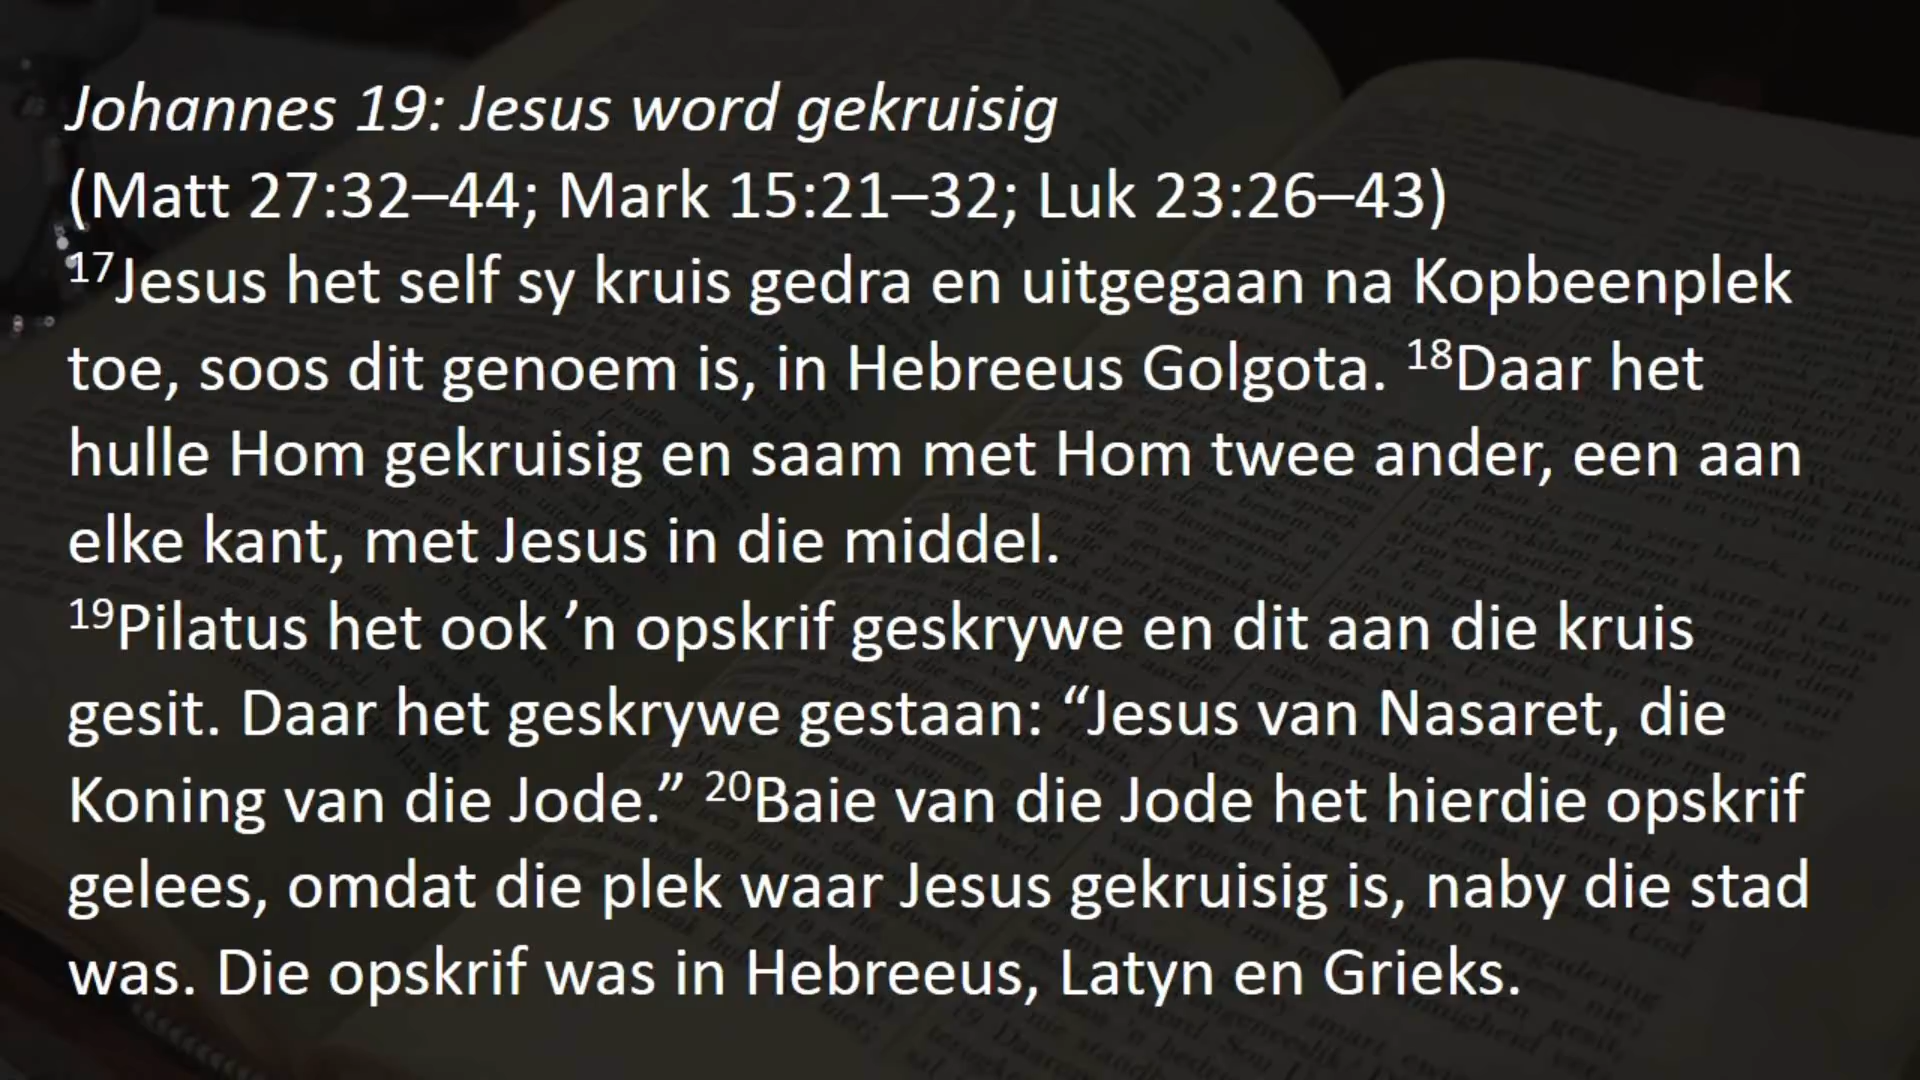 Johannes 19: Jesus word gekruisig
(Matt 27:32–44; Mark 15:21–32; Luk 23:26–43)
17Jesus het self sy kruis gedra en uitgegaan na Kopbeenplek
toe, soos dit genoem is, in Hebreeus Golgota. 18Daar het
hulle Hom gekruisig en saam met Hom twee ander, een aan
elke kant, met Jesus in die middel.
19Pilatus het ook ’n opskrif geskrywe en dit aan die kruis
gesit. Daar het geskrywe gestaan: “Jesus van Nasaret, die
Koning van die Jode.” 20Baie van die Jode het hierdie opskrif
gelees, omdat die plek waar Jesus gekruisig is, naby die stad
was. Die opskrif was in Hebreeus, Latyn en Grieks.